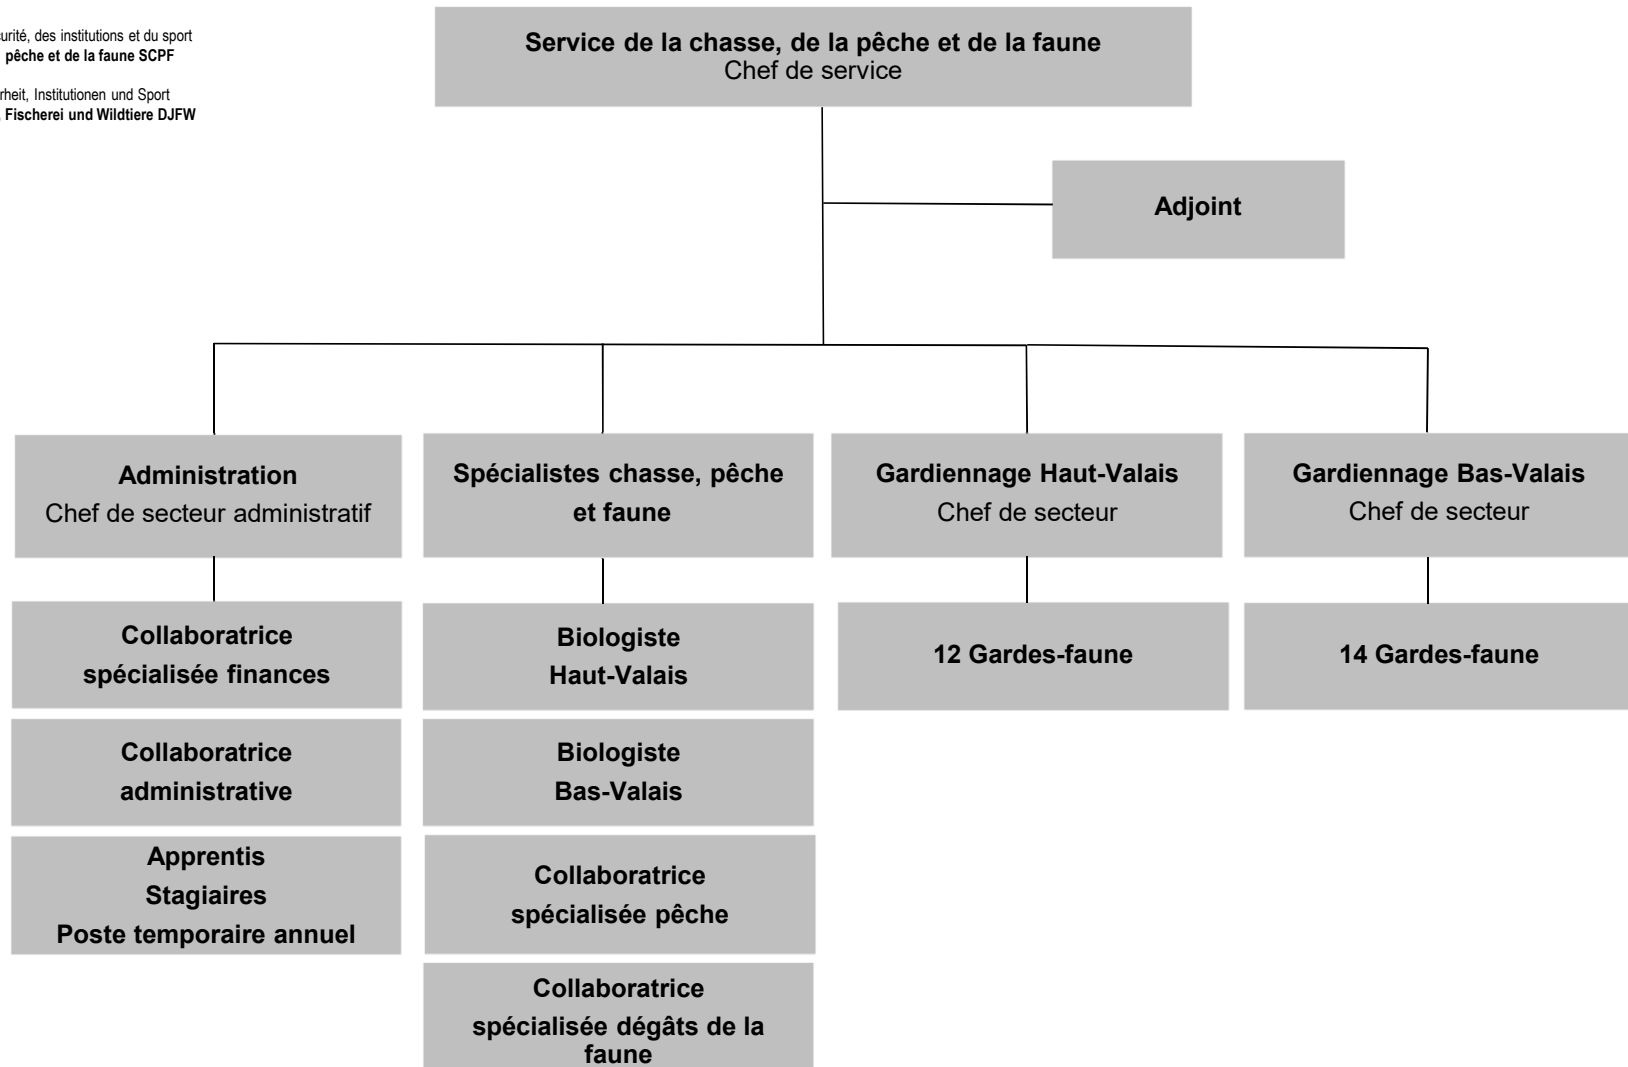 curité, des institutions et du sport
pêche et de la faune SCPF
rheit, Institutionen und Sport
, Fischerei und Wildtiere DJFW
Service de la chasse, de la pêche et de la faune
Chef de service
Adjoint
Administration
Chef de secteur administratif
Spécialistes chasse, pêche
et faune
Gardiennage Haut-Valais
Chef de secteur
Gardiennage Bas-Valais
Chef de secteur
Collaboratrice
spécialisée finances
Collaboratrice
administrative
Apprentis
Stagiaires
Poste temporaire annuel
Biologiste
Haut-Valais
Biologiste
Bas-Valais
Collaboratrice
spécialisée pêche
Collaboratrice
spécialisée dégâts de la
faune
12 Gardes-faune
14 Gardes-faune